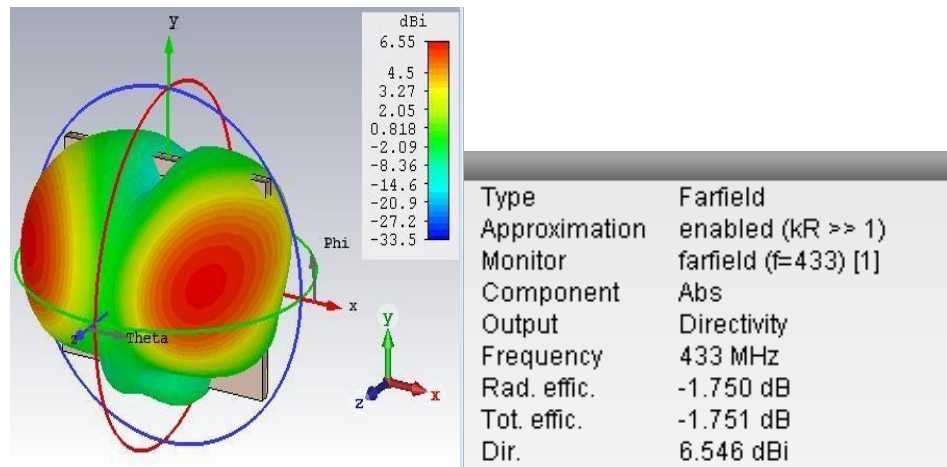 y
dBi
6.55
4.5
3.27
2.05
0.818
-2.09
-8.36
-14.6
-20.9
-27.2
-33.5
Phi
x
z
Theta
y
x
z
Type Farfield
Approximation enabled (kR >> 1)
Monitor farfield (f=433) [1]
Component Abs
Output Directivity
Frequency 433 MHz
Rad. effic. -1.750 dB
Tot. effic. -1.751 dB
Dir. 6.546 dBi